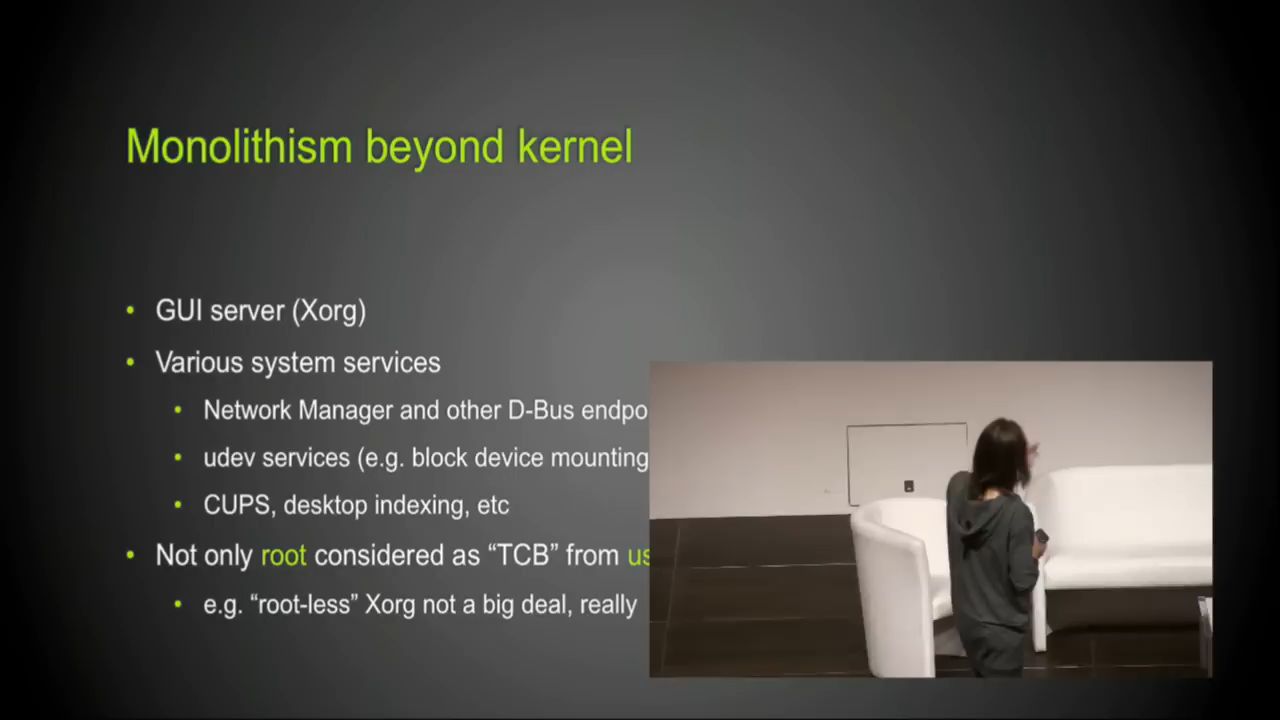 Monolithism beyond kernel
• GUI server (Xorg)
• Various system services
• Network Manager and other D-Bus endpo
• udev services (e.g. block device mounting
• CUPS, desktop indexing, etc
• Not only root considered as “TCB” from us
• e.g. “root-less” Xorg not a big deal, really